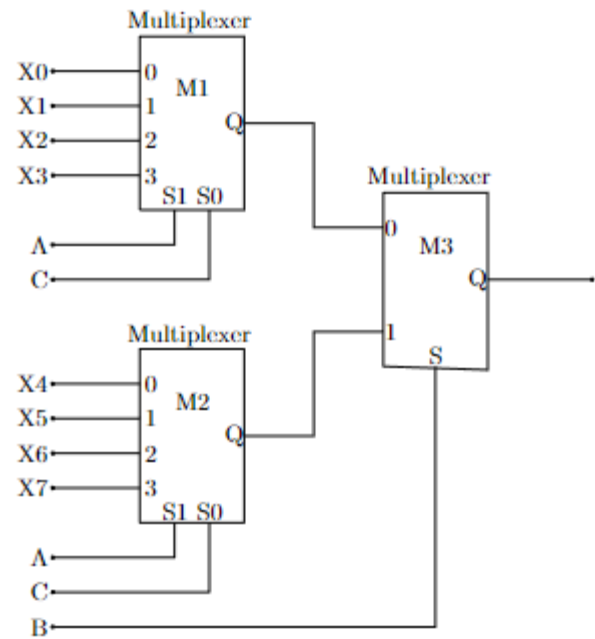 Multiplexer
X0 0
M1
X1 1
Q
X2 2
X3 3
S1 S0
A
C
Multiplexer
0
M3
Q
1
S
Multiplexer
X4 0
M2
X5 1
Q
X6 2
X7 3
S1 S0
A
C
B